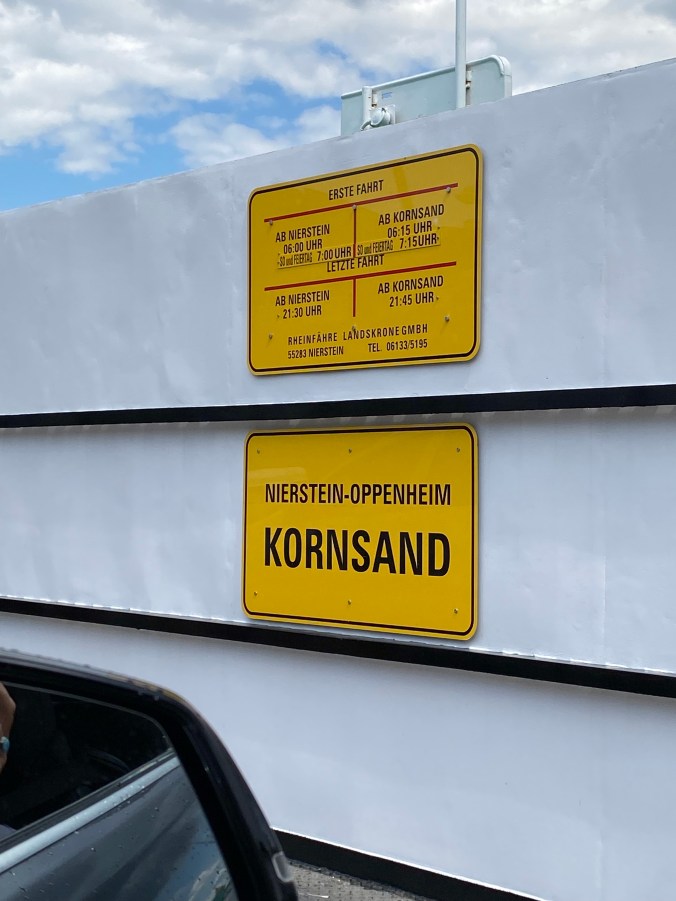 ERSTE FAHRT
AB NIERSTEIN AB KORNSAND
06:00 UHR 06:15 UHR
SO und FEIERTAG 7:00 UHR SO und FEIERTAG 7:15 UHR
LETZTE FAHRT
AB NIERSTEIN AB KORNSAND
21:30 UHR 21:45 UHR
RHEINFÄHRE LANDSKRONE GMBH
55283 NIERSTEIN TEL. 06133/5195
NIERSTEIN-OPPENHEIM
KORNSAND